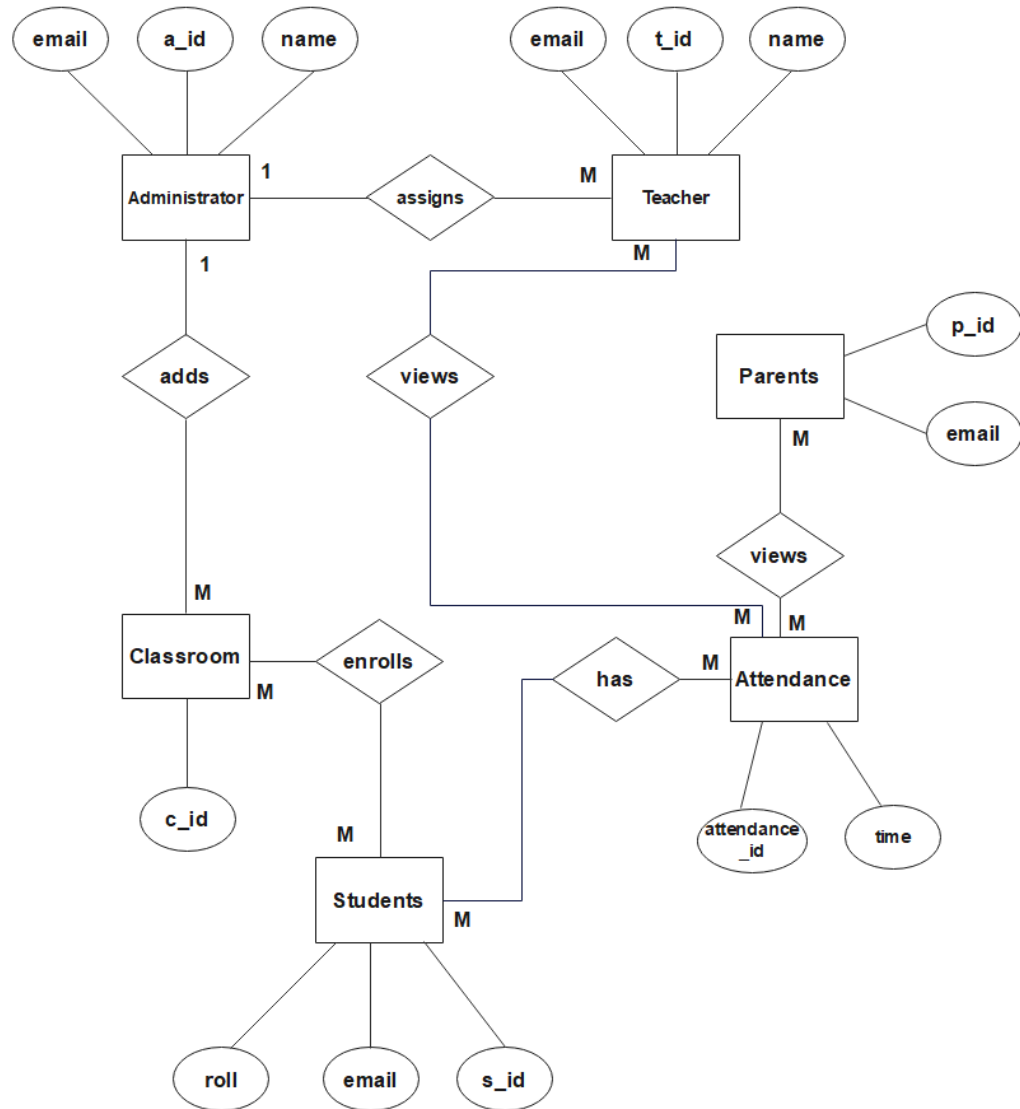 email
a_id
name
email
t_id
name
Administrator
1
assigns
M
Teacher
1
M
adds
views
Parents
p_id
email
M
views
M
M
M
Classroom
M
enrolls
has
M
Attendance
c_id
attendance
_id
time
M
Students
M
roll
email
s_id